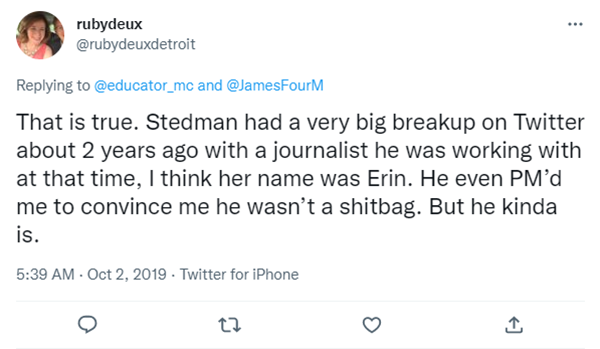 rubydeux
@rubydeuxdetroit
Replying to @educator_mc and @JamesFourM
That is true. Stedman had a very big breakup on Twitter
about 2 years ago with a journalist he was working with
at that time, I think her name was Erin. He even PM’d
me to convince me he wasn’t a shitbag. But he kinda
is.
5:39 AM · Oct 2, 2019 · Twitter for iPhone